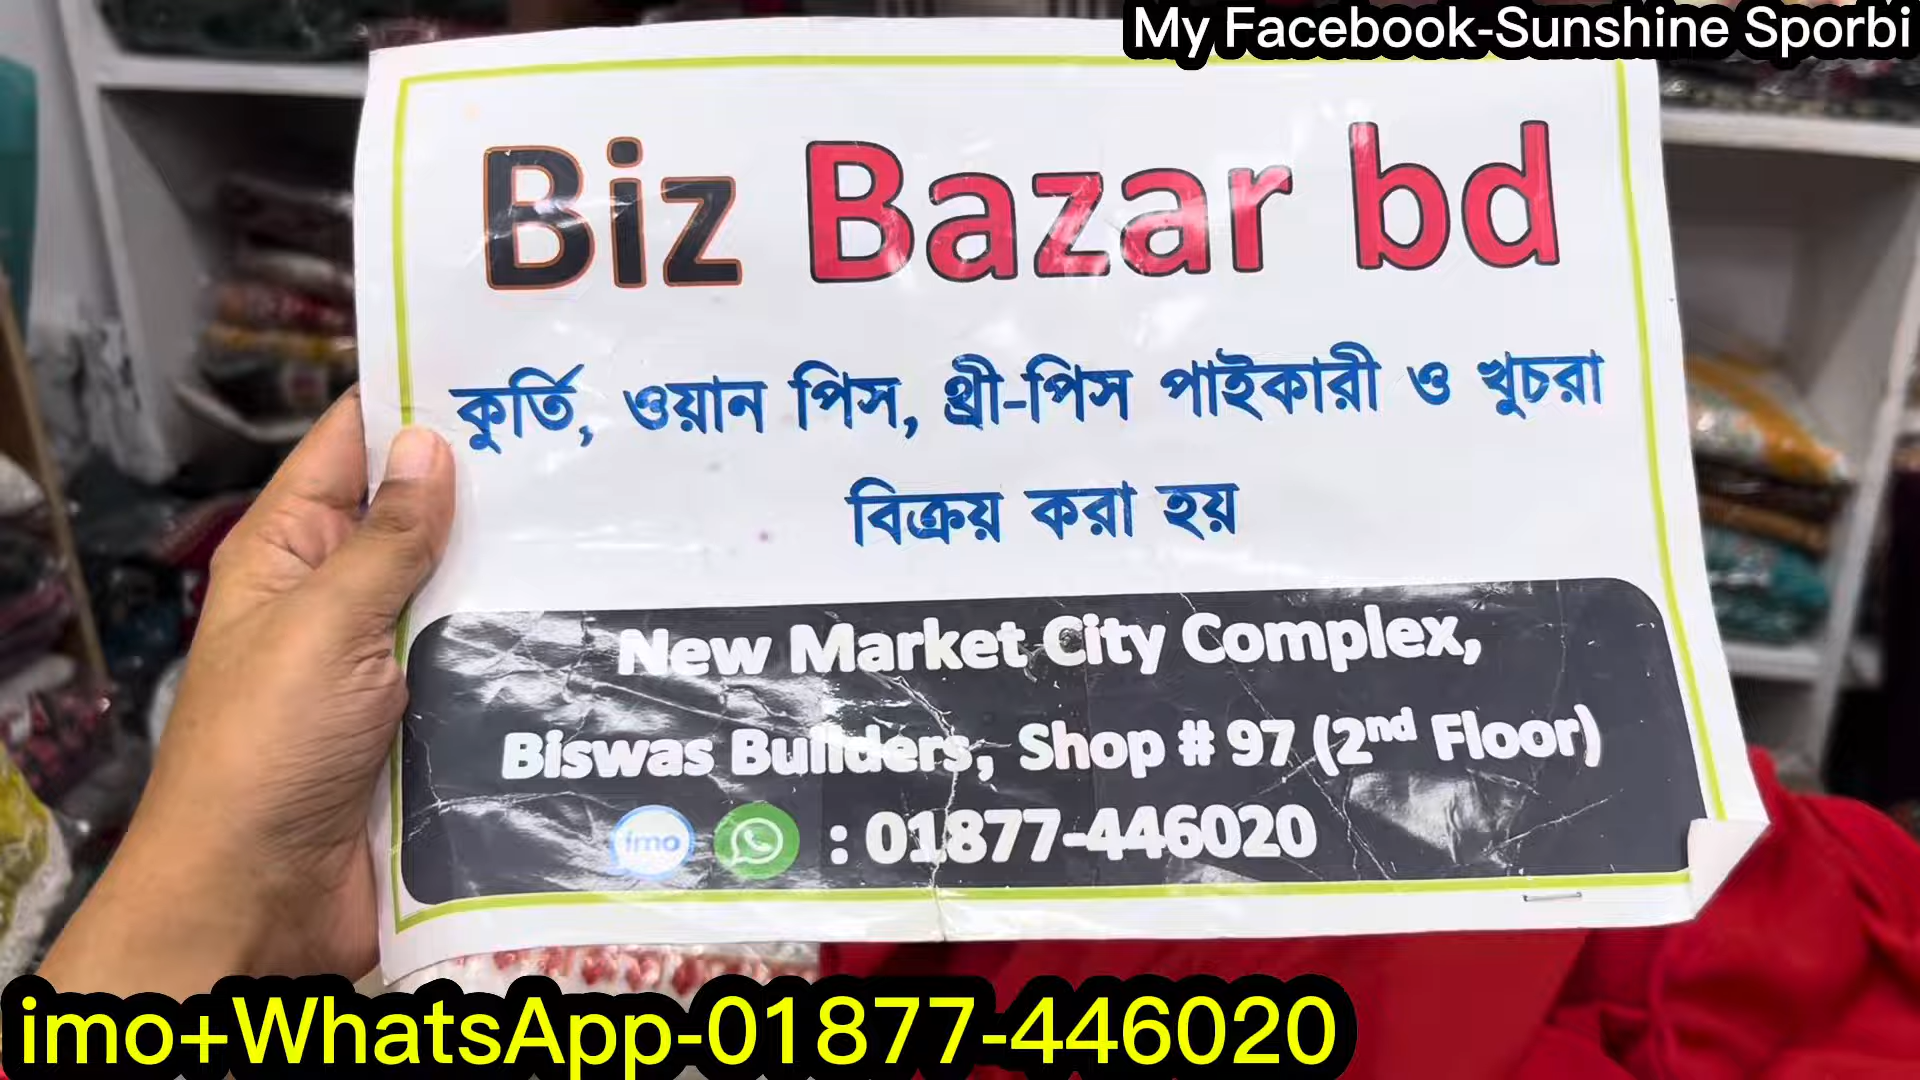 My Facebook-Sunshine Sporbi
Biz Bazar bd
কুর্তি, ওয়ান পিস, থ্রী-পিস পাইকারী ও খুচরা
বিক্রয় করা হয়
New Market City Complex,
Biswas Builders, Shop # 97 (2nd Floor)
imo : 01877-446020
imo+WhatsApp-01877-446020